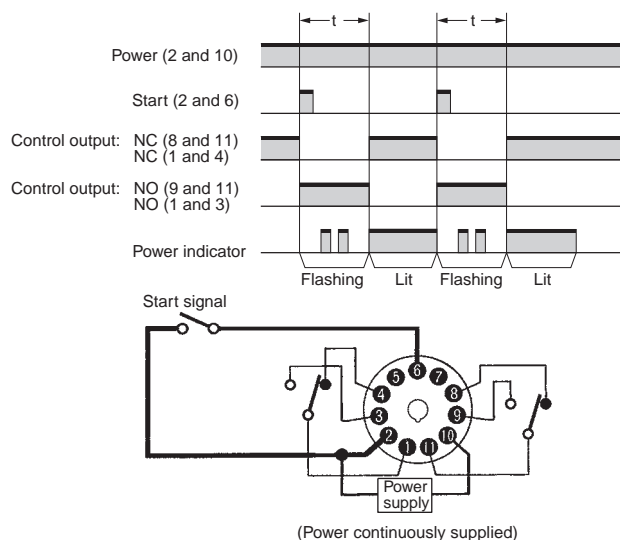 t t
Power (2 and 10)
Start (2 and 6)
Control output: NC (8 and 11)
NC (1 and 4)
Control output: NO (9 and 11)
NO (1 and 3)
Power indicator
Flashing Lit Flashing Lit
Start signal
6
5 7
4 8
3 9
2 10
1 11
Power
supply
(Power continuously supplied)